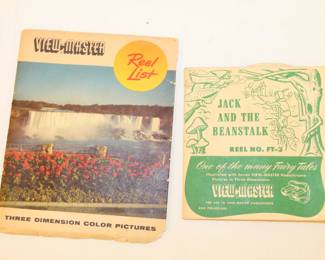 VIEW-MASTER
Reel
List
THREE DIMENSION COLOR PICTURES
JACK
AND THE
BEANSTALK
REEL NO. FT-3
One of the many Fairy Tales
VIEW-MASTER